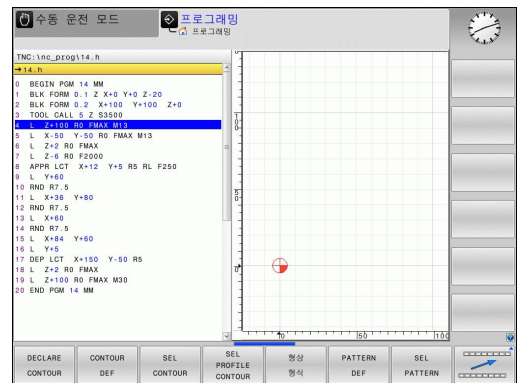 수동 운전 모드
프로그래밍
프로그래밍
TNC:\nc_prog\14.h
→14.h
0 BEGIN PGM 14 MM
1 BLK FORM 0.1 Z X+0 Y+0 Z-20
2 BLK FORM 0.2 X+100 Y+100 Z+0
3 TOOL CALL 5 Z S3500
4 L Z+100 R0 FMAX M13
5 L X-50 Y-50 R0 FMAX M13
6 L Z+2 R0 FMAX
7 L Z-6 R0 F2000
8 APPR LCT X+12 Y+5 R5 RL F250
9 L Y+60
10 RND R7.5
11 L X+36 Y+80
12 RND R7.5
13 L X+60
14 RND R7.5
15 L X+84 Y+60
16 L Y+5
17 DEP LCT X+150 Y-50 R5
18 L Z+2 R0 FMAX
19 L Z+100 R0 FMAX M30
20 END PGM 14 MM
100
50
0
0 50 100
DECLARE CONTOUR
CONTOUR DEF
SEL CONTOUR
SEL PROFILE CONTOUR
형상 형식
PATTERN DEF
SEL PATTERN